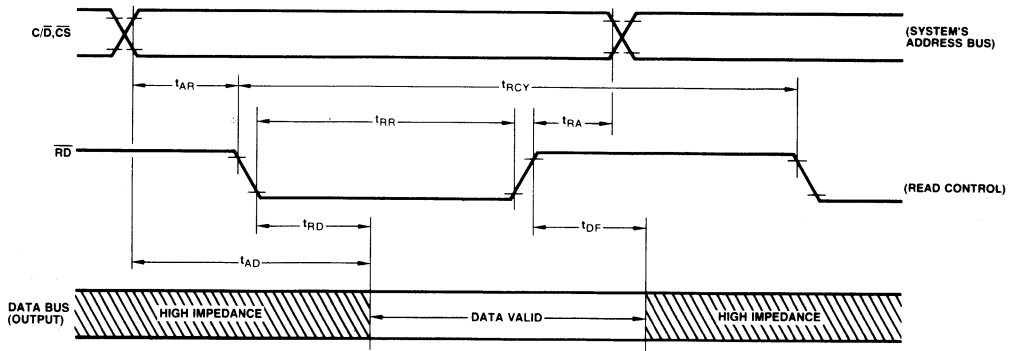 C/D̅,C̅S̅
(SYSTEM'S
ADDRESS BUS)
tAR
tRCY
tRR
tRA
R̅D̅
(READ CONTROL)
tRD
tDF
tAD
DATA BUS
(OUTPUT)
HIGH IMPEDANCE
DATA VALID
HIGH IMPEDANCE